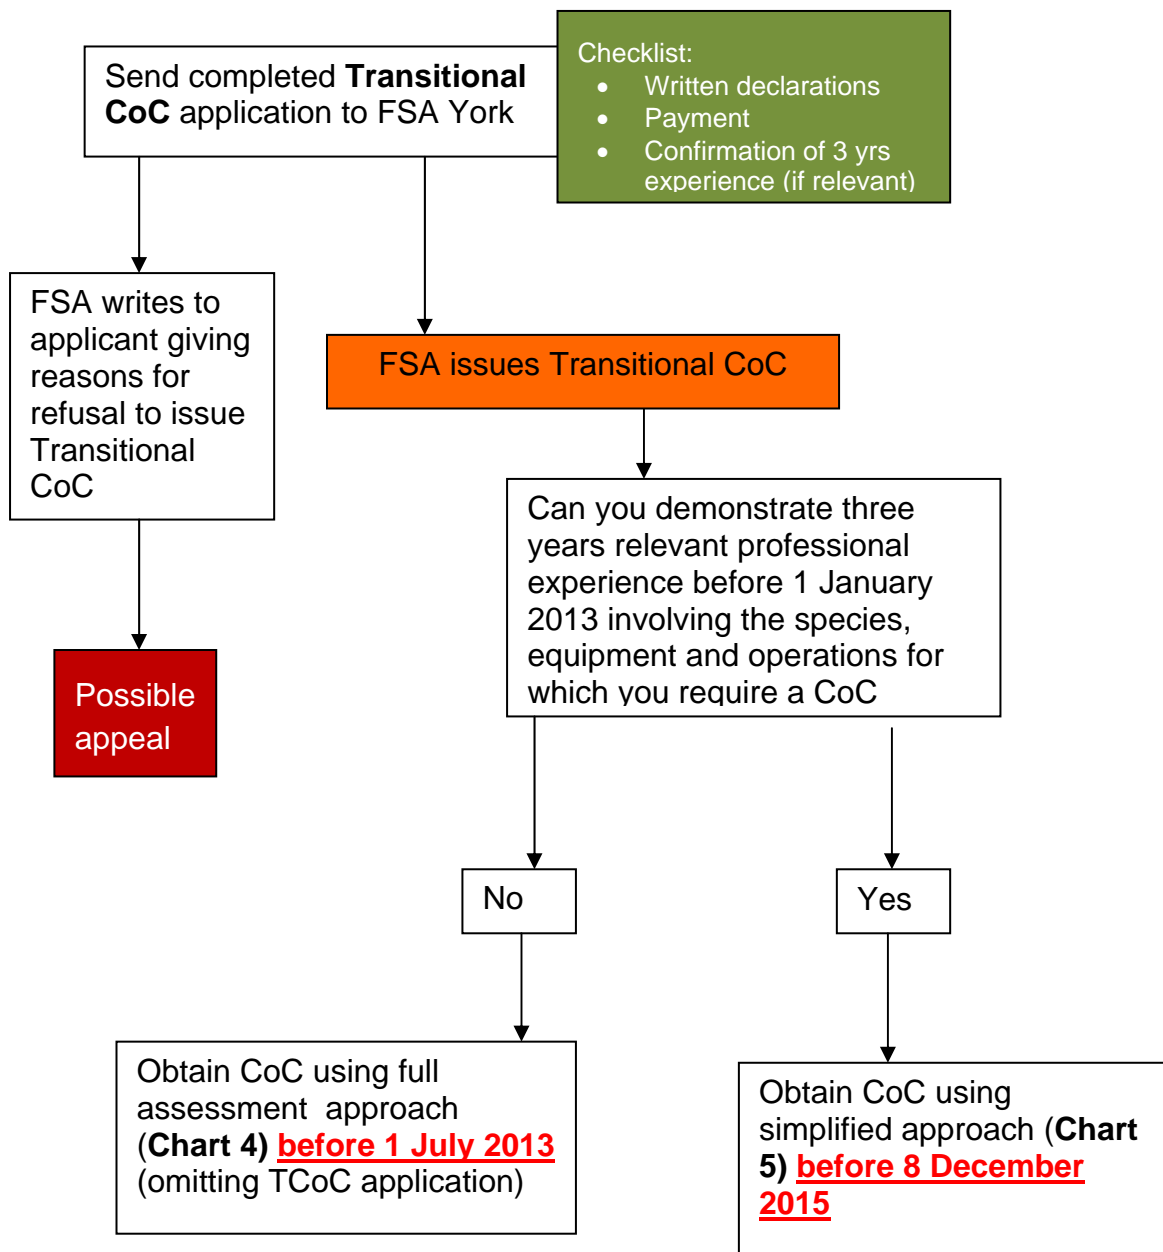 Send completed Transitional
CoC application to FSA York
Checklist:
• Written declarations
• Payment
• Confirmation of 3 yrs
experience (if relevant)
FSA writes to
applicant giving
reasons for
refusal to issue
Transitional
CoC
FSA issues Transitional CoC
Can you demonstrate three
years relevant professional
experience before 1 January
2013 involving the species,
equipment and operations for
which you require a CoC
Possible
appeal
No
Yes
Obtain CoC using full
assessment approach
(Chart 4) before 1 July 2013
(omitting TCoC application)
Obtain CoC using
simplified approach (Chart
5) before 8 December
2015